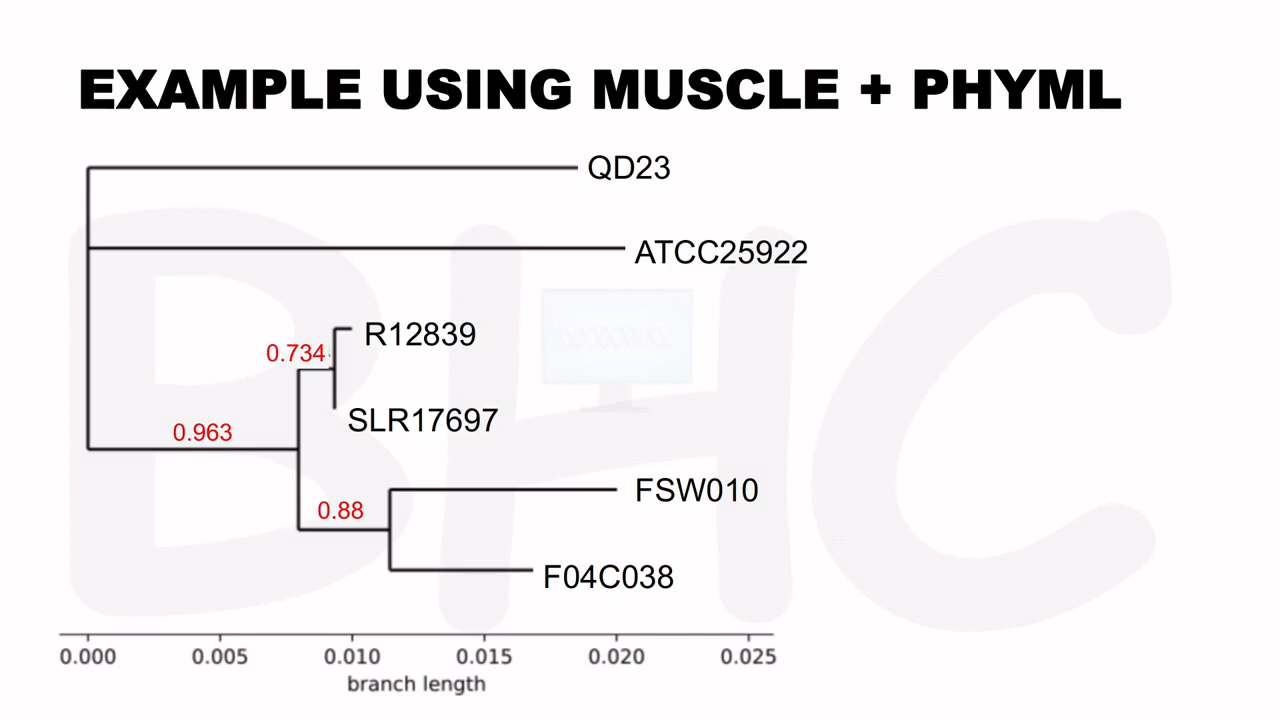 EXAMPLE USING MUSCLE + PHYML
QD23
ATCC25922
R12839
0.734
SLR17697
0.963
FSW010
0.88
F04C038
0.000 0.005 0.010 0.015 0.020 0.025
branch length
BHC